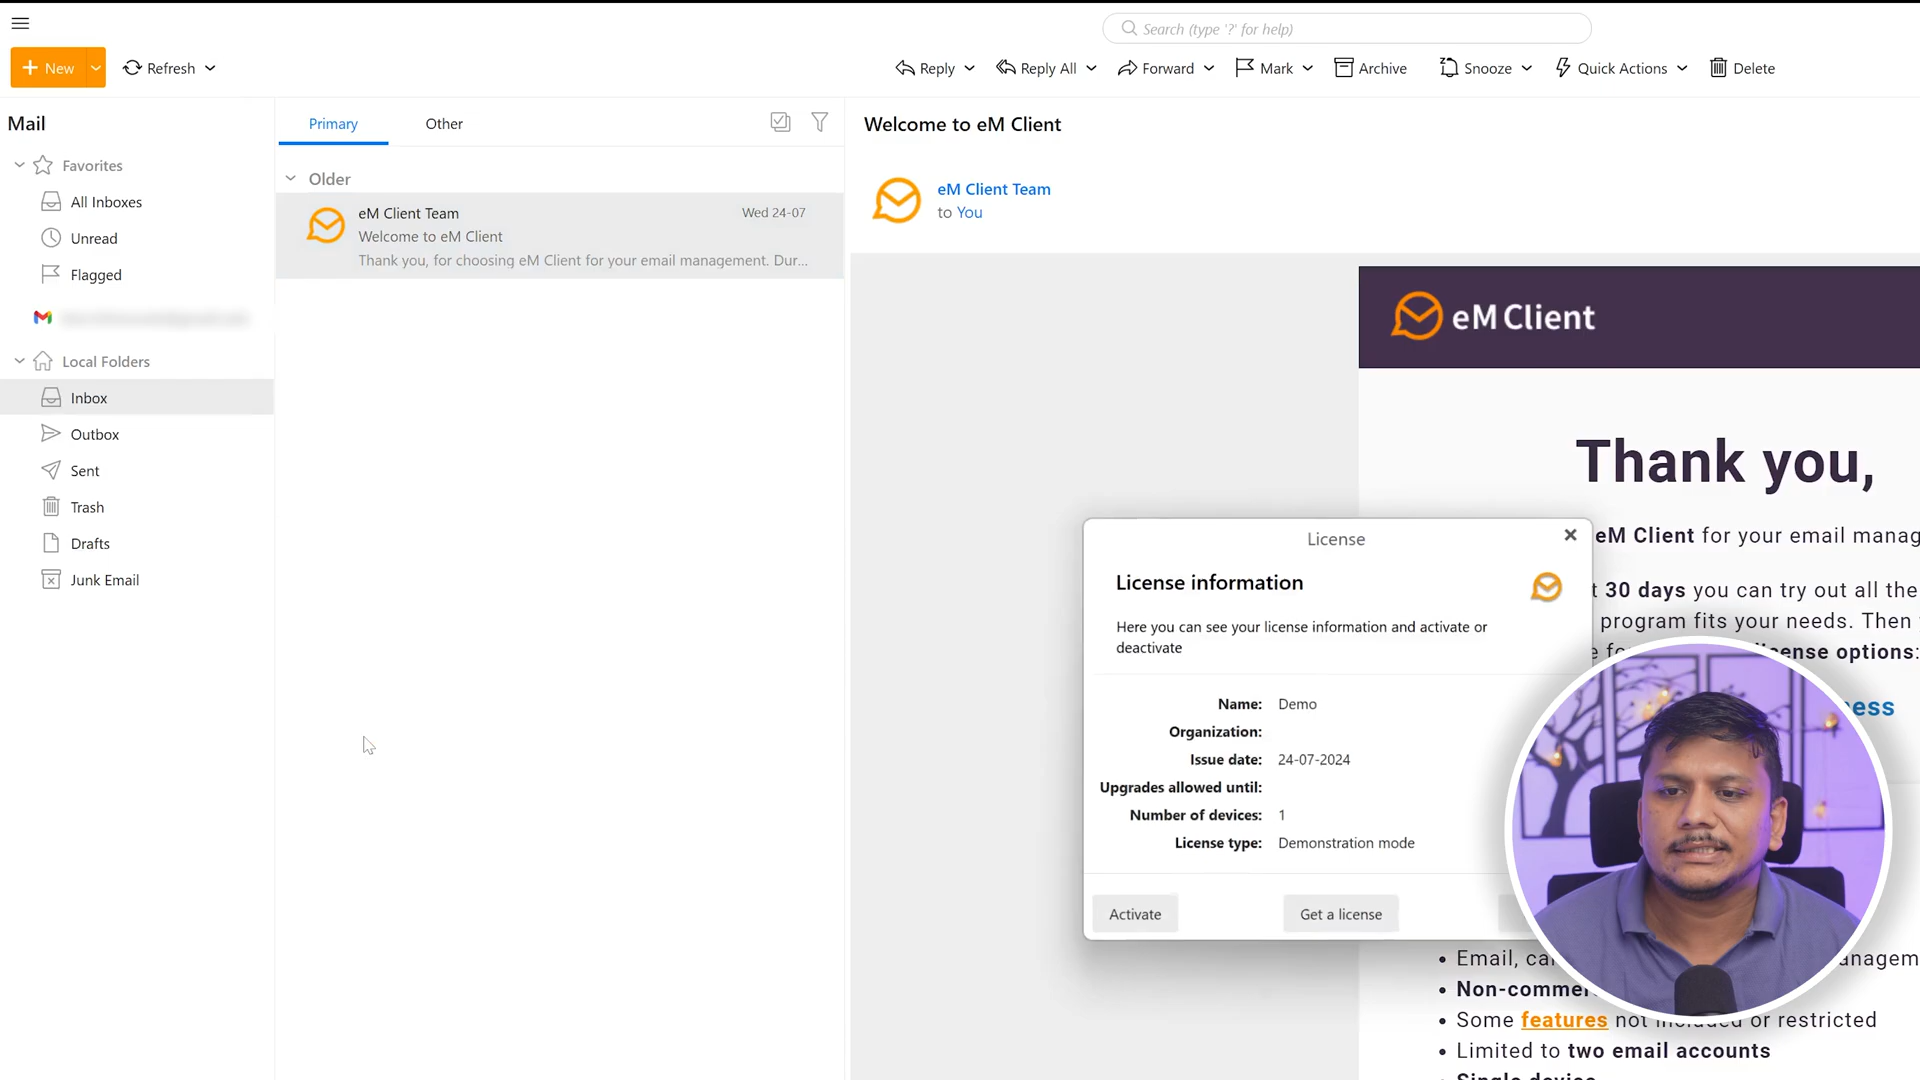 Search (type '?' for help)
New
Refresh
Reply
Reply All
Forward
Mark
Archive
Snooze
Quick Actions
Delete
Mail
Favorites
All Inboxes
Unread
Flagged
Local Folders
Inbox
Outbox
Sent
Trash
Drafts
Junk Email
Primary
Other
Older
eM Client Team
Wed 24-07
Welcome to eM Client
Thank you, for choosing eM Client for your email management. Dur...
Welcome to eM Client
eM Client Team
to You
eM Client
Thank you,
eM Client for your email manag
30 days you can try out all the
program fits your needs. Then
license options:
License
License information
Here you can see your license information and activate or
deactivate
Name: Demo
Organization:
Issue date: 24-07-2024
Upgrades allowed until:
Number of devices: 1
License type: Demonstration mode
Activate
Get a license
Email,
Some features not included or restricted
Limited to two email accounts
Single device